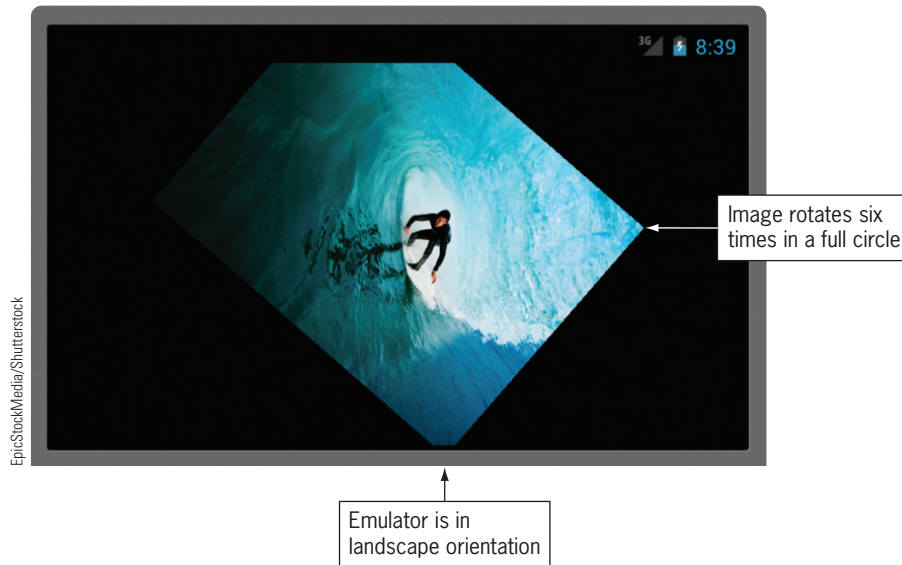 3G
8:39
Image rotates six
times in a full circle
EpicStockMedia/Shutterstock
Emulator is in
landscape orientation